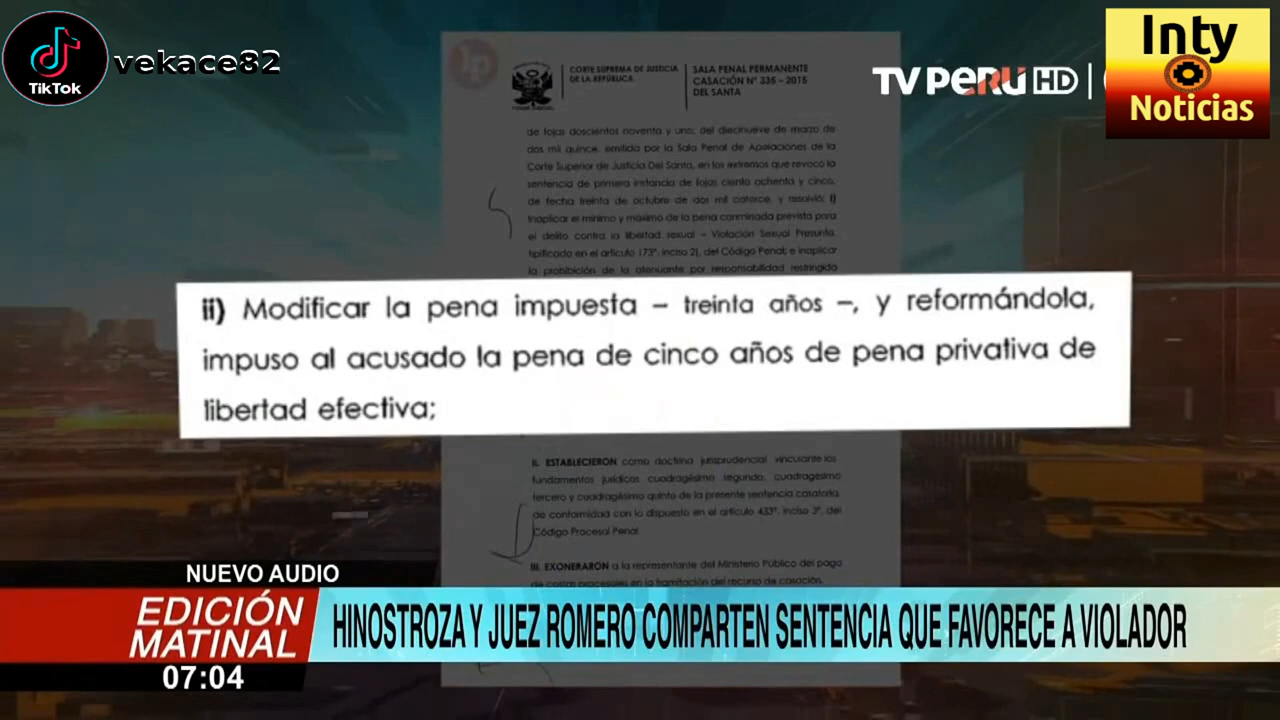 TikTok
vekace82
CORTE SUPREMA DE JUSTICIA
DE LA REPÚBLICA
SALA PENAL PERMANENTE
CASACIÓN N° 335 – 2015
DEL SANTA
TVPERÚ HD
Inty
Noticias
de fojas doscientos noventa y uno; del diecinueve de marzo de
dos mil quince, emitida por la Sala Penal de Apelaciones de la
Corte Superior de Justicia Del Santa, en los extremos que revocó la
sentencia de primera instancia de fojas ciento ochenta y cinco,
de fecha treinta de octubre de dos mil catorce, y resolvió: i)
Inaplicar el mínimo y máximo de la pena conminada prevista para
el delito contra la libertad sexual – Violación Sexual Presunta,
tipificada en el artículo 173°, inciso 2), del Código Penal; e inaplicar
la prohibición de la atenuante por responsabilidad restringida
ii) Modificar la pena impuesta – treinta años –, y reformándola,
impuso al acusado la pena de cinco años de pena privativa de
libertad efectiva;
II. ESTABLECIERON como doctrina jurisprudencial vinculante los
fundamentos jurídicos cuadragésimo segundo, cuadragésimo
tercero y cuadragésimo quinto de la presente sentencia casatoria,
de conformidad con lo dispuesto en el artículo 433°, inciso 3°, del
Código Procesal Penal.
III. EXONERARON a la representante del Ministerio Público del pago
de costas procesales en la tramitación del recurso de casación.
NUEVO AUDIO
EDICIÓN
MATINAL
HINOSTROZA Y JUEZ ROMERO COMPARTEN SENTENCIA QUE FAVORECE A VIOLADOR
07:04